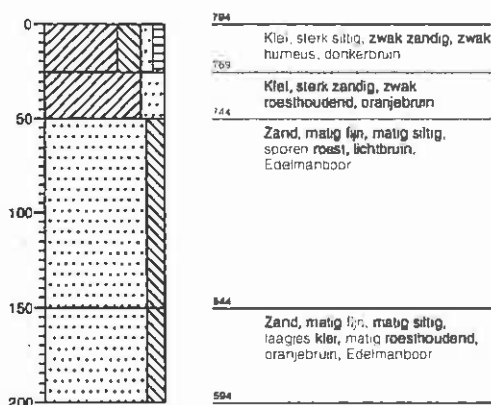 0
794
Klei, sterk siltig, zwak zandig, zwak
humeus, donkerbruin
769
Klei, sterk zandig, zwak
roesthoudend, oranjebruin
50
744
Zand, matig fijn, matig siltig,
sporen roest, lichtbruin,
Edelmanboor
100
150
644
Zand, matig fijn, matig siltig,
laagjes klei, matig roesthoudend,
oranjebruin, Edelmanboor
200
594